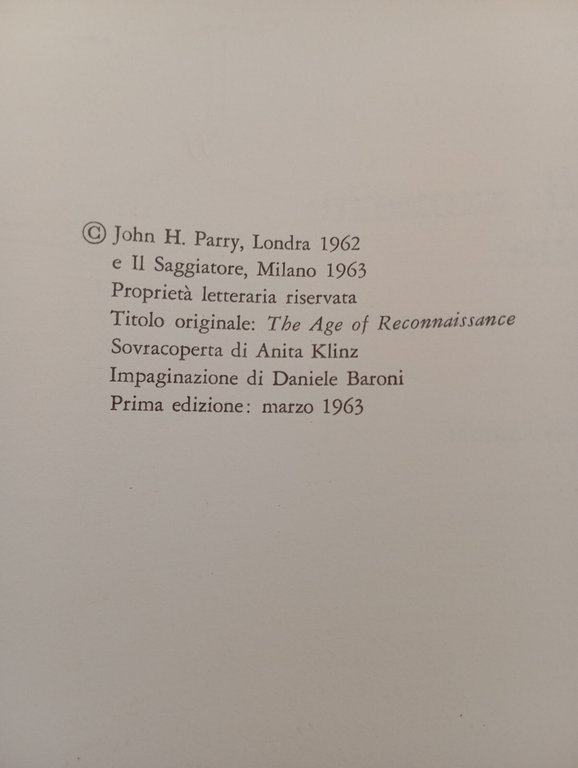 © John H. Parry, Londra 1962
e Il Saggiatore, Milano 1963
Proprietà letteraria riservata
Titolo originale: The Age of Reconnaissance
Sovracoperta di Anita Klinz
Impaginazione di Daniele Baroni
Prima edizione: marzo 1963